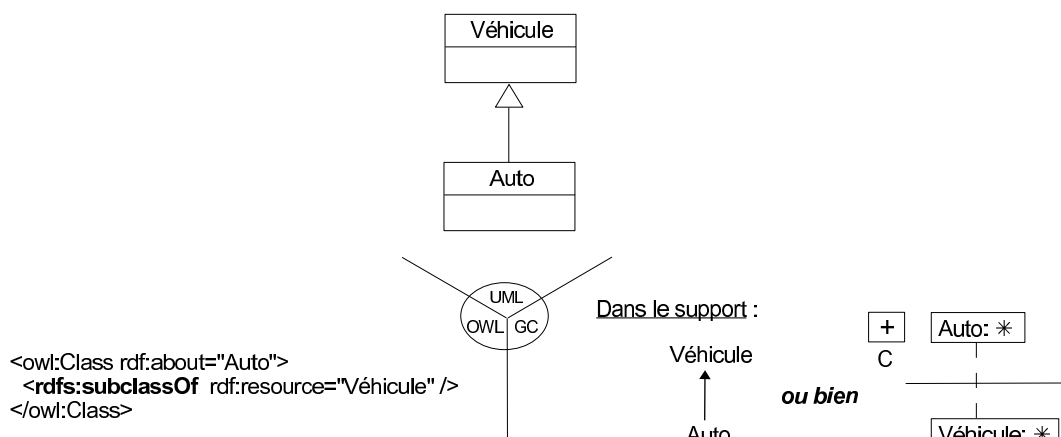 Véhicule
Auto
UML
OWL GC
<owl:Class rdf:about="Auto">
<rdfs:subclassOf rdf:resource="Véhicule" />
</owl:Class>
Dans le support :
Véhicule
Auto
ou bien
+
C
Auto: ✳
Véhicule: ✳